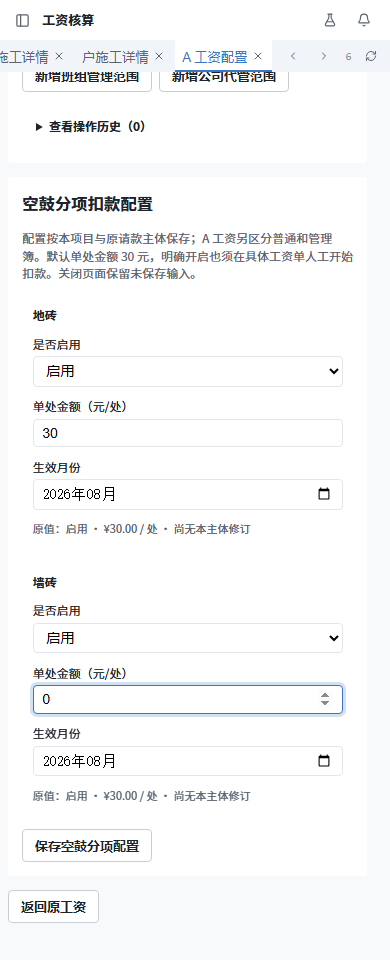 工资核算
施工详情 × 户施工详情 × A 工资配置 × 6
新增班组管理范围 新增公司代管范围
▶ 查看操作历史（0）
空鼓分项扣款配置
配置按本项目与原请款主体保存；A 工资另区分普通和管理
簿。默认单处金额 30 元，明确开启也须在具体工资单人工开始
扣款。关闭页面保留未保存输入。
地砖
是否启用
启用
单处金额（元/处）
30
生效月份
2026年08月
原值：启用 · ¥30.00 / 处 · 尚无本主体修订
墙砖
是否启用
启用
单处金额（元/处）
0
生效月份
2026年08月
原值：启用 · ¥30.00 / 处 · 尚无本主体修订
保存空鼓分项配置
返回原工资